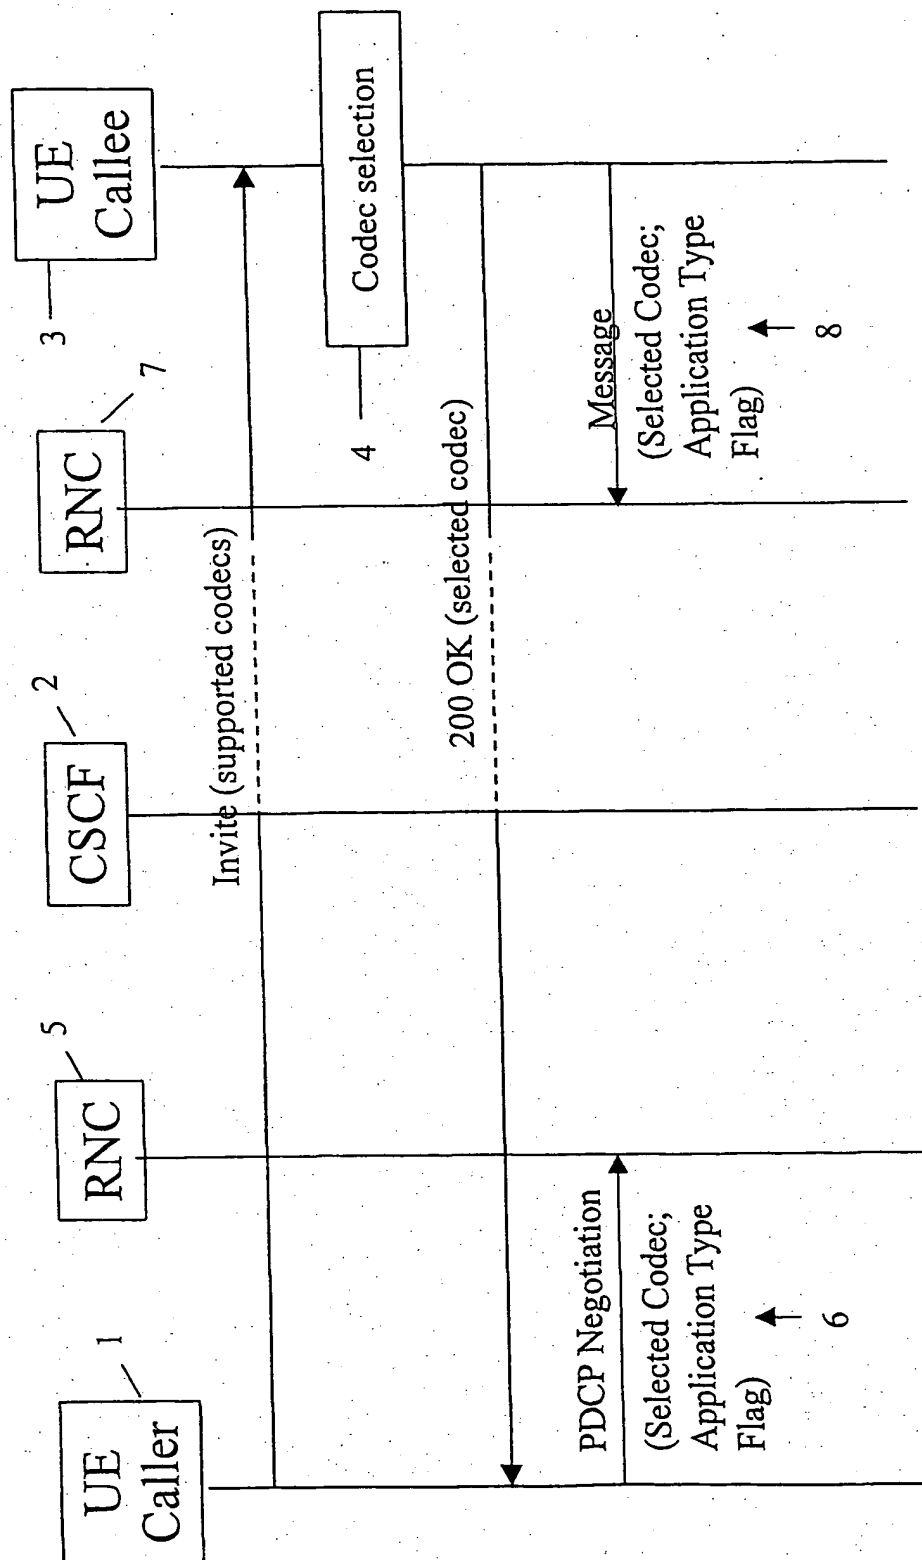 UE
Caller
1
RNC
5
CSCF
2
RNC
7
UE
Callee
3
Invite (supported codecs)
Codec selection
4
200 OK (selected codec)
PDCP Negotiation
(Selected Codec;
Application Type
Flag)
6
Message
(Selected Codec;
Application Type
Flag)
8